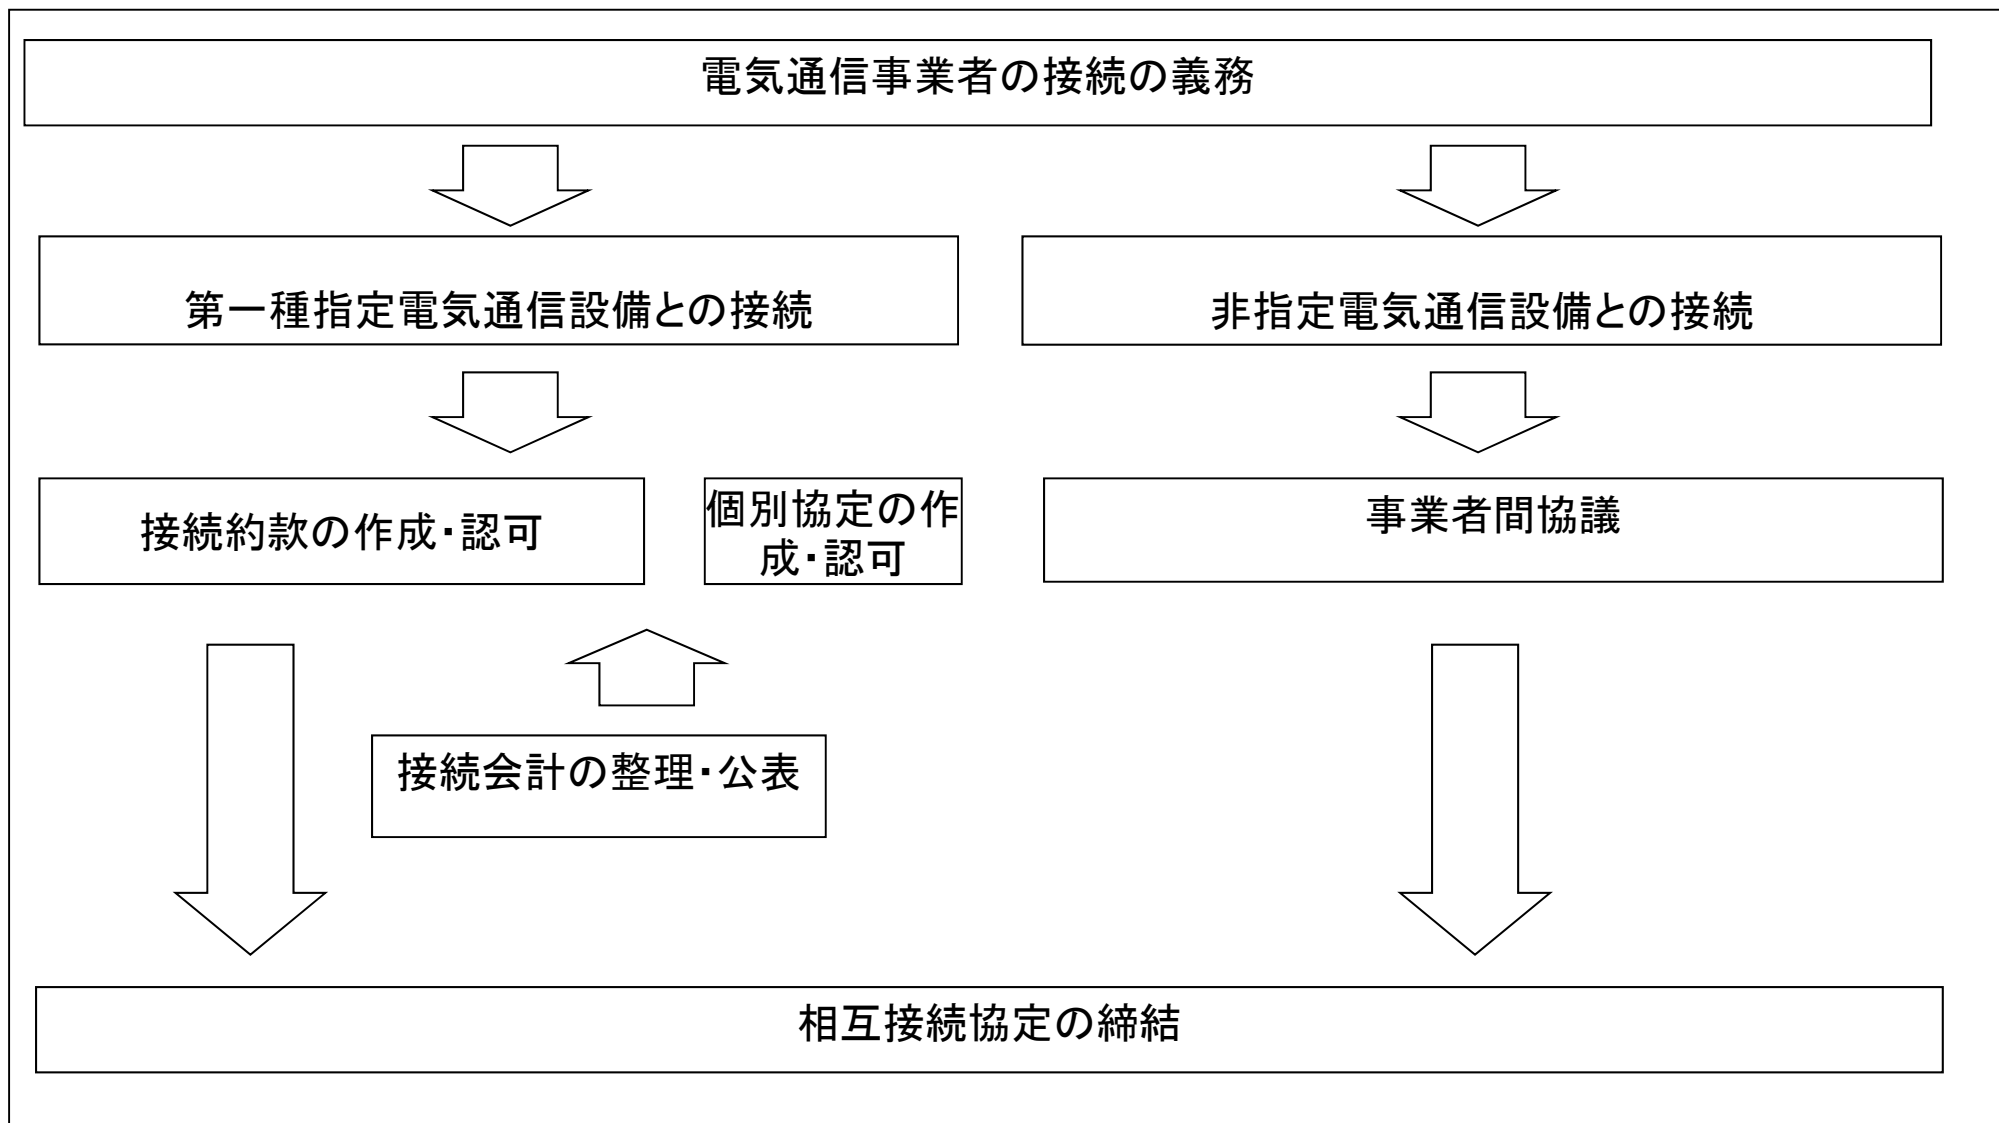 電気通信事業者の接続の義務
第一種指定電気通信設備との接続
非指定電気通信設備との接続
接続約款の作成・認可
個別協定の作
成・認可
事業者間協議
接続会計の整理・公表
相互接続協定の締結